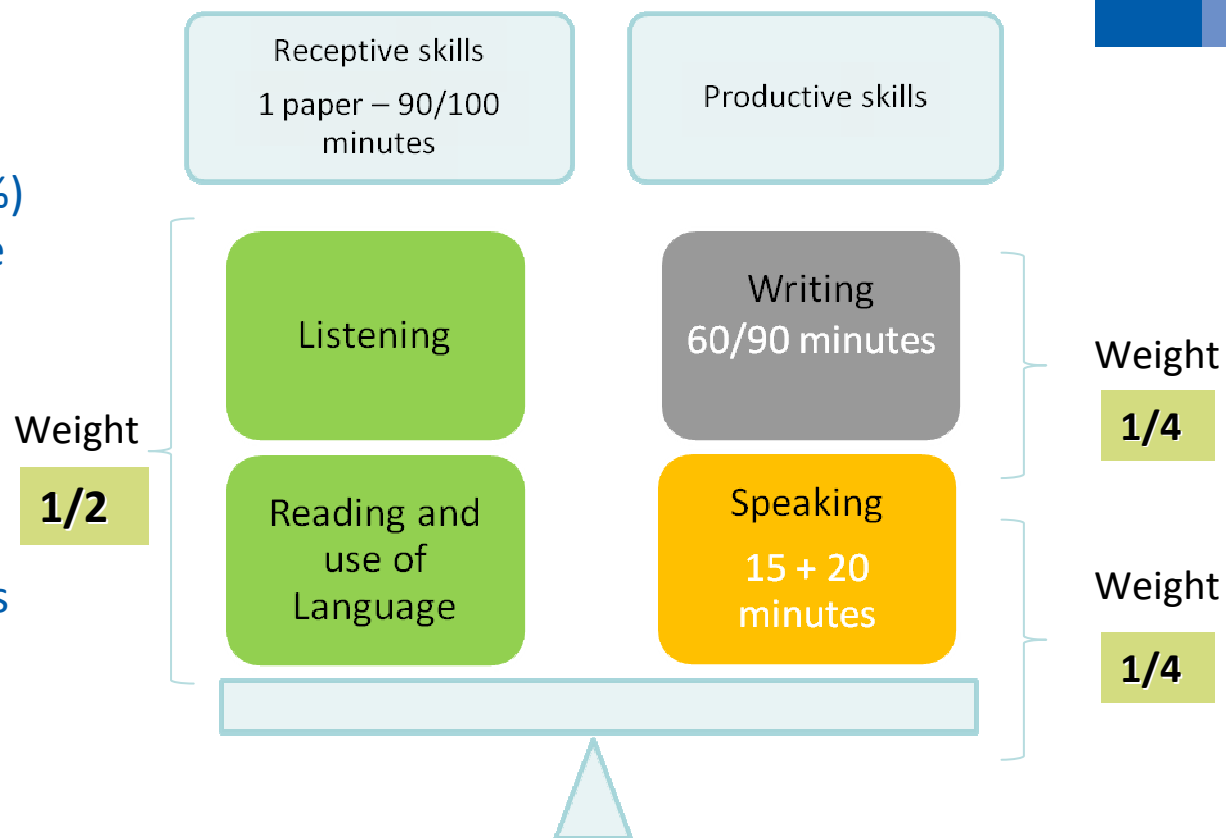 Receptive skills
1 paper – 90/100
minutes
Productive skills
%)
Weight
1/2
Listening
Reading and
use of
Language
Writing
60/90 minutes
Speaking
15 + 20
minutes
Weight
1/4
Weight
1/4